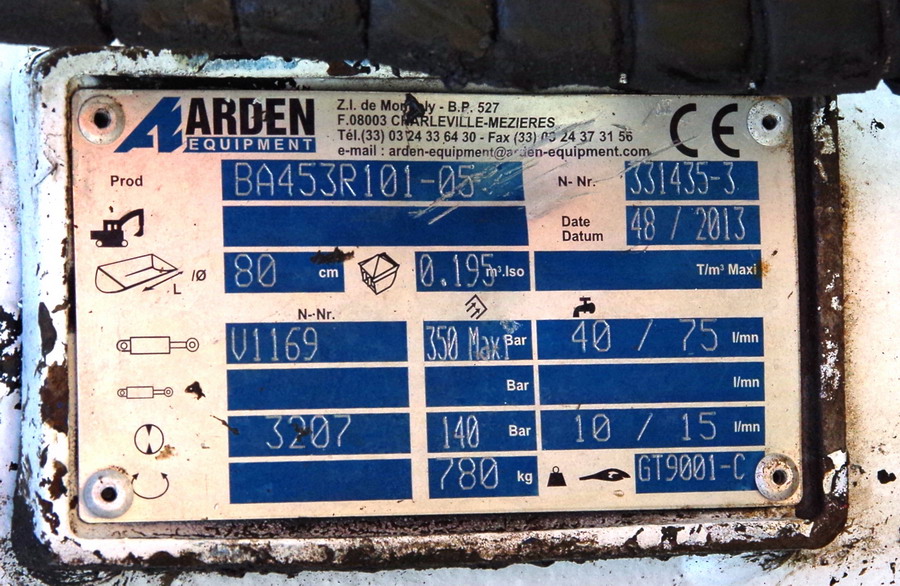 ARDEN
EQUIPMENT
Z.I. de - B.P. 527
F.08003 CHARLEVILLE-MEZIERES
Tél.(33) 03 24 33 64 30 - Fax (33) 03 24 37 31 56
e-mail : arden-equipment@arden-equipment.com
CE
Prod BA453R101-05 N- Nr. 331435-3
Date
Datum 48 / 2013
L /Ø 80 cm 0.195 m³.Iso T/m³ Maxi
N--Nr.
V1169 350 Maxi Bar 40 / 75 l/mn
Bar l/mn
3207 140 Bar 10 / 15 l/mn
780 kg GT9001-C